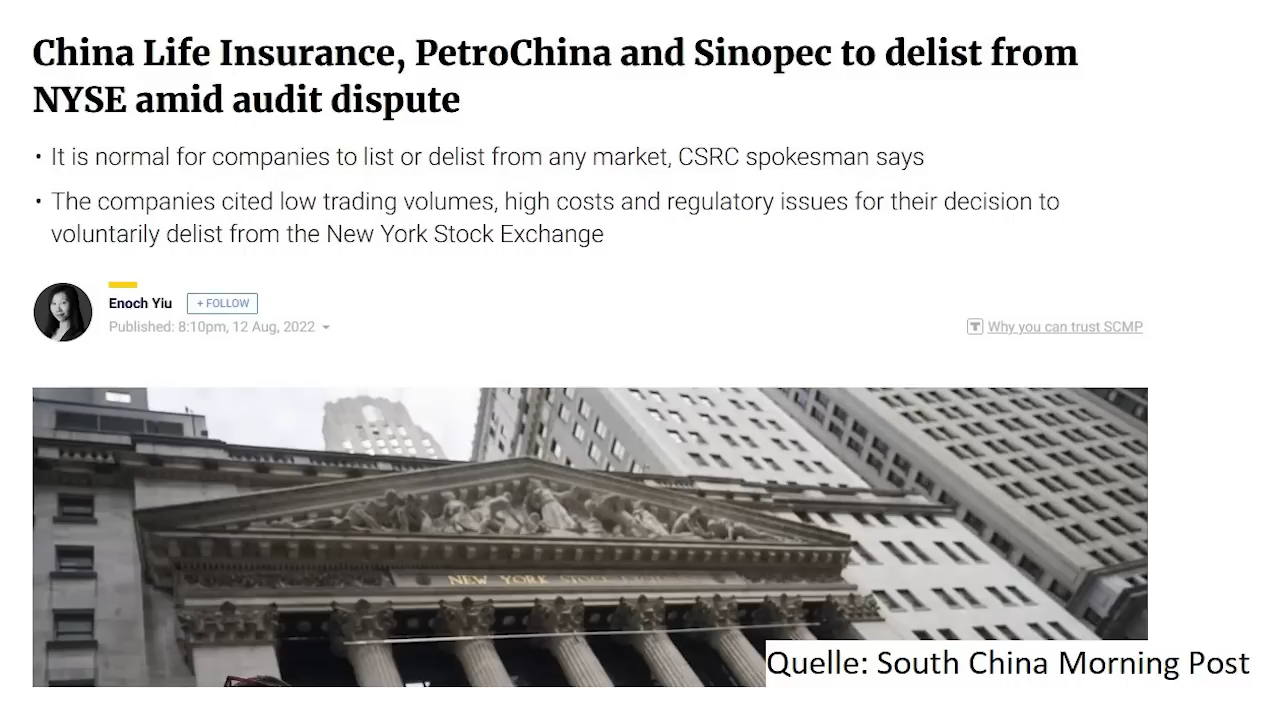 China Life Insurance, PetroChina and Sinopec to delist from
NYSE amid audit dispute
• It is normal for companies to list or delist from any market, CSRC spokesman says
• The companies cited low trading volumes, high costs and regulatory issues for their decision to
voluntarily delist from the New York Stock Exchange
Enoch Yiu + FOLLOW
Published: 8:10pm, 12 Aug, 2022
Why you can trust SCMP
NEW YORK STOCK EXCHANGE
Quelle: South China Morning Post